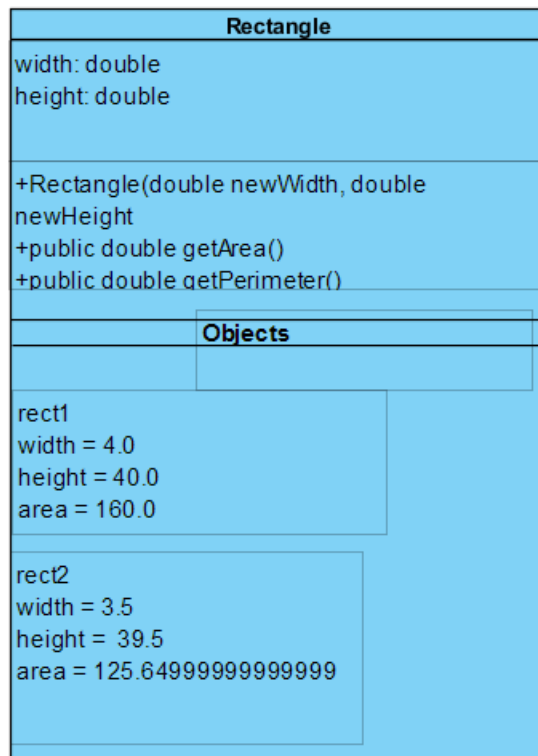 Rectangle
width: double
height: double
+Rectangle(double newWidth, double
newHeight
+public double getArea()
+public double getPerimeter()
Objects
rect1
width = 4.0
height = 40.0
area = 160.0
rect2
width = 3.5
height =  39.5
area = 125.64999999999999